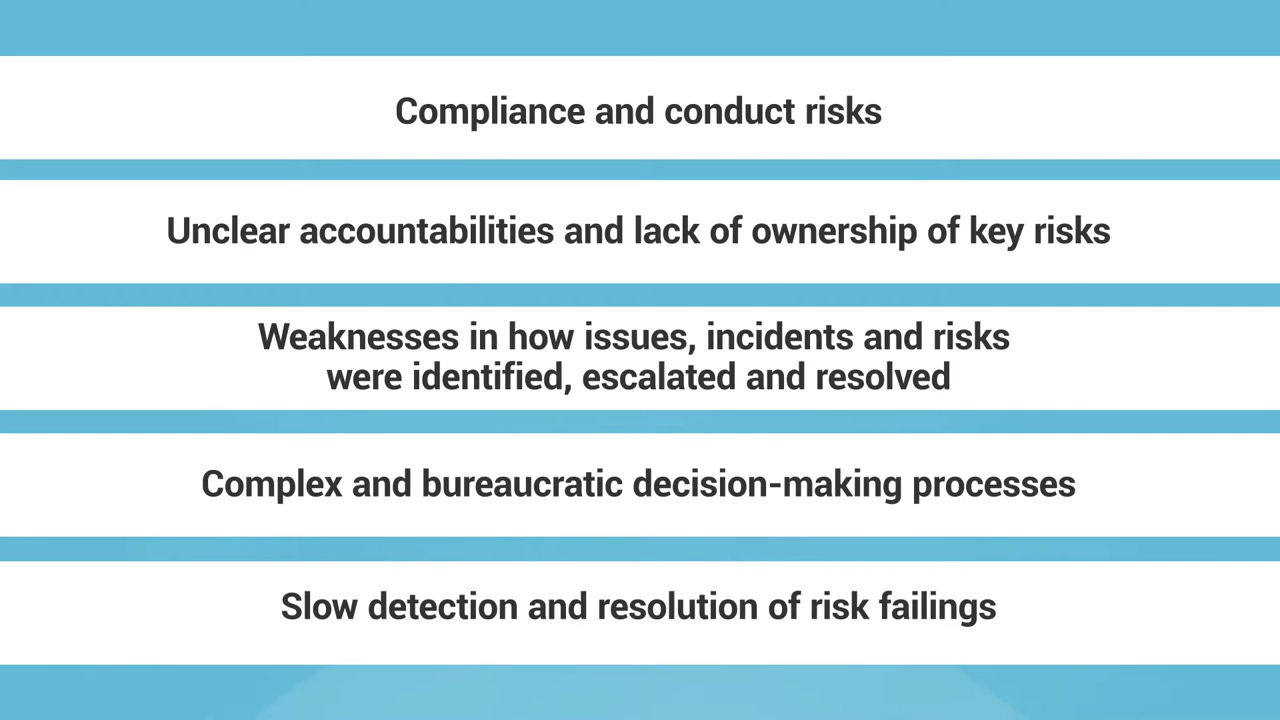 Compliance and conduct risks
Unclear accountabilities and lack of ownership of key risks
Weaknesses in how issues, incidents and risks
were identified, escalated and resolved
Complex and bureaucratic decision-making processes
Slow detection and resolution of risk failings